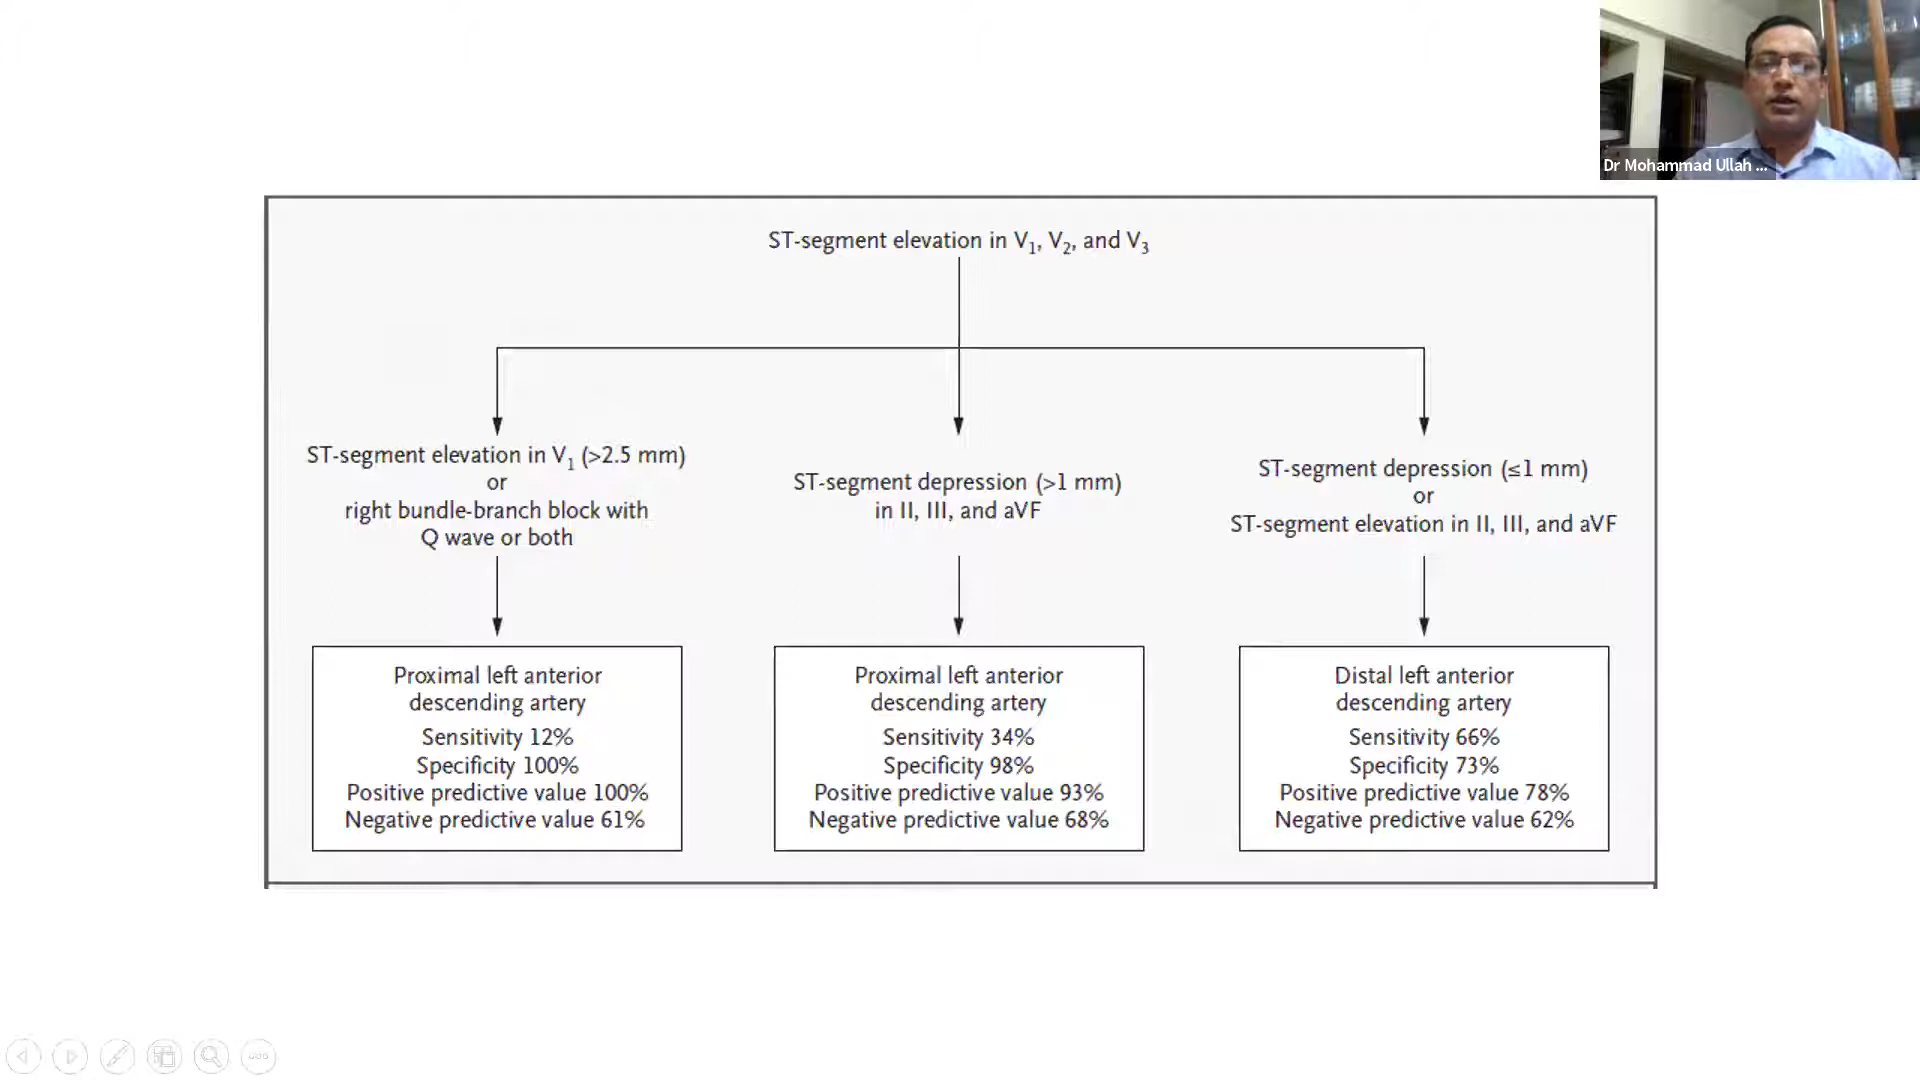 Dr Mohammad Ullah ...
ST-segment elevation in V1, V2, and V3
ST-segment elevation in V1 (>2.5 mm)
or
right bundle-branch block with
Q wave or both
ST-segment depression (>1 mm)
in II, III, and aVF
ST-segment depression (≤1 mm)
or
ST-segment elevation in II, III, and aVF
Proximal left anterior
descending artery
Sensitivity 12%
Specificity 100%
Positive predictive value 100%
Negative predictive value 61%
Proximal left anterior
descending artery
Sensitivity 34%
Specificity 98%
Positive predictive value 93%
Negative predictive value 68%
Distal left anterior
descending artery
Sensitivity 66%
Specificity 73%
Positive predictive value 78%
Negative predictive value 62%